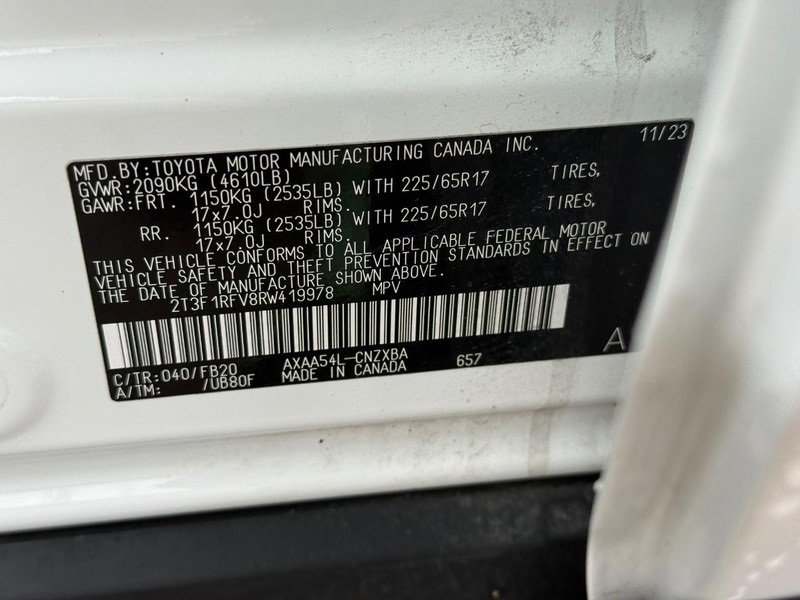 11/23
MFD.BY:TOYOTA MOTOR MANUFACTURING CANADA INC.
GVWR:2090KG (4610LB)
GAWR:FRT. 1150KG (2535LB) WITH 225/65R17 TIRES,
17x7.0J RIMS.
RR. 1150KG (2535LB) WITH 225/65R17 TIRES,
17x7.0J RIMS.
THIS VEHICLE CONFORMS TO ALL APPLICABLE FEDERAL MOTOR
VEHICLE SAFETY AND THEFT PREVENTION STANDARDS IN EFFECT ON
THE DATE OF MANUFACTURE SHOWN ABOVE.
2T3F1RFV8RW419978 MPV
C/TR:040/FB20 AXAA54L-CNZXBA 657 A
A/TM: /UB80F MADE IN CANADA